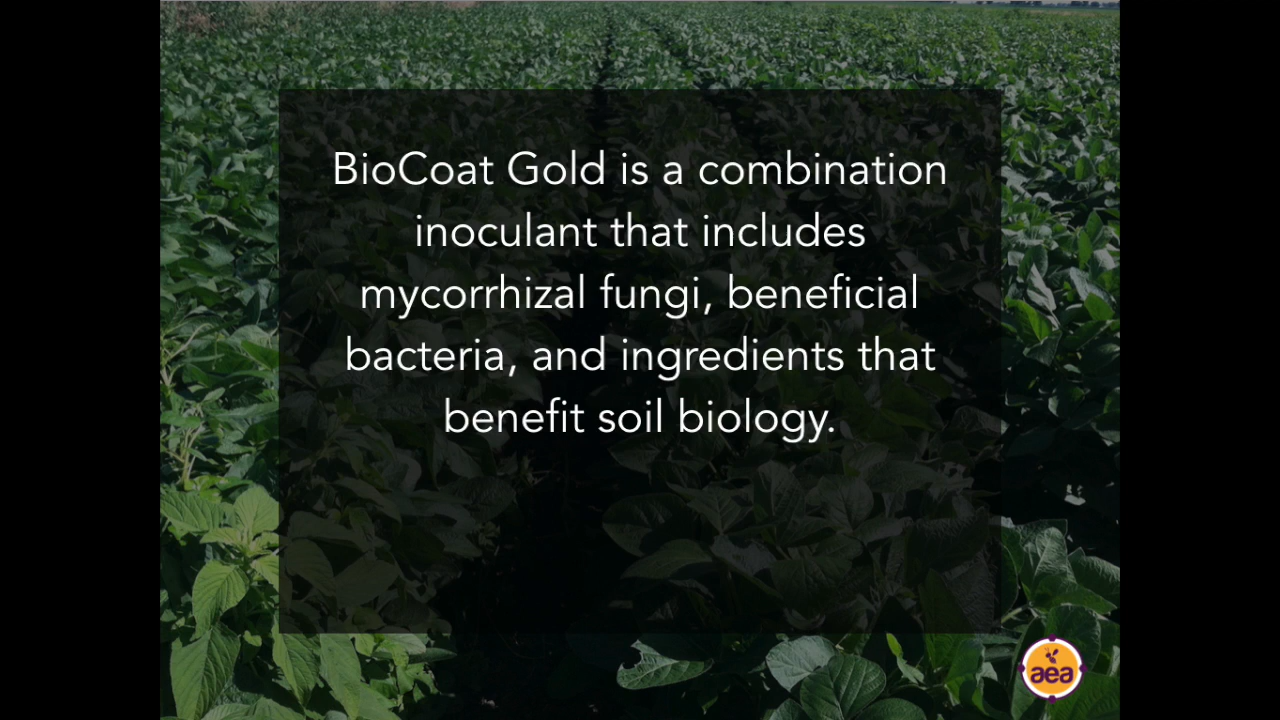 BioCoat Gold is a combination
inoculant that includes
mycorrhizal fungi, beneficial
bacteria, and ingredients that
benefit soil biology.
aea